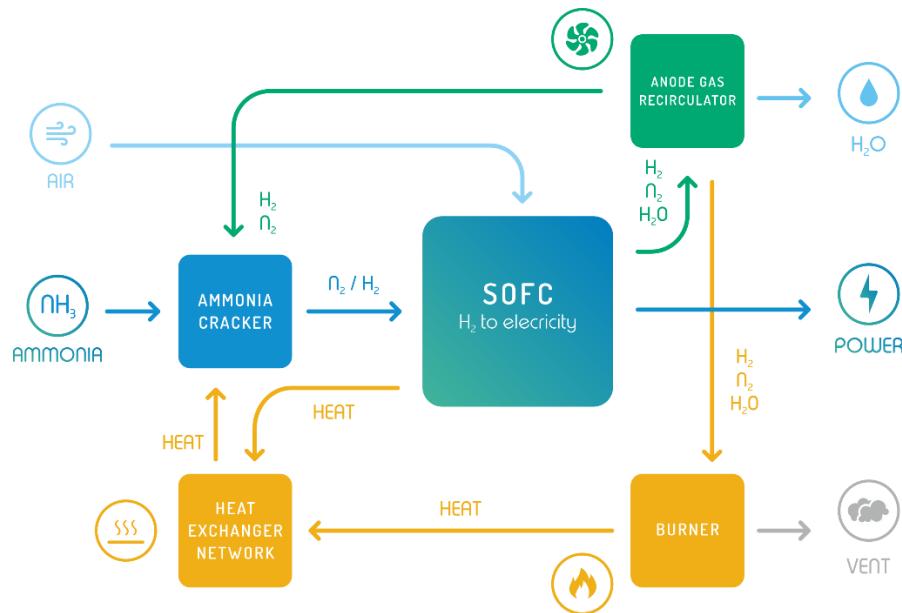 ANODE GAS
RECIRCULATOR
H₂O
AIR
H₂
N₂
H₂
N₂
H₂O
NH₃
AMMONIA
AMMONIA
CRACKER
N₂ / H₂
SOFC
H₂ to elecricity
POWER
H₂
N₂
H₂O
HEAT
HEAT
HEAT
EXCHANGER
NETWORK
HEAT
BURNER
VENT